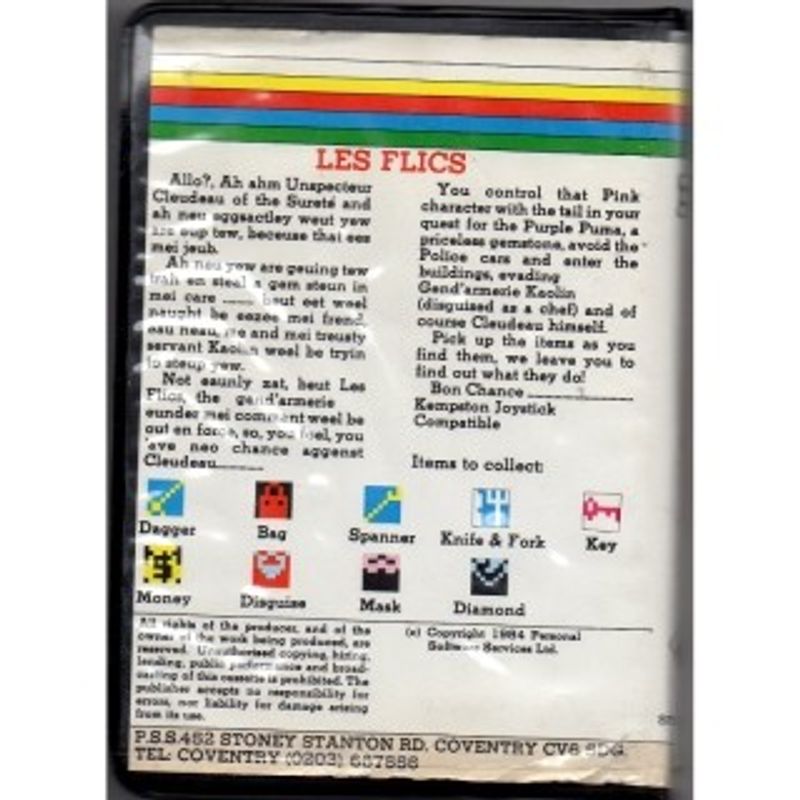 LES FLICS
Allo?, Ah ahm Unspecteur
Cleudeau of the Sureté and
ah neu eggsactley weut yew
are eup tew, beceuse thai ees
mei jeub.
Ah neu yew are geuing tew
trah en steal a gem steun in
mei care ___ beut eet weel
naught be eezee mei frend,
eau neau, me and mei treusty
servant Kaolin weel be tryin
to steup yew.
Not eaunly zat, beut Les
Flics, the gend'armerie
eunder mei comment weel be
out en force, so, you feel, you
'ave neo chance aggenst
Cleudeau______
You control that Pink
character with the tail in your
quest for the Purple Puma, a
priceless gemstone, avoid the
Police cars and enter the
buildings, evading
Gend'armerie Kaolin
(disguised as a chef) and of
course Cleudeau himself.
Pick up the items as you
find them, we leave you to
find out what they do!
Bon Chance
Kempston Joystick
Compatible
Items to collect:
Dagger Bag Spanner Knife & Fork Key
Money Disguise Mask Diamond
All rights of the producer, and of the
owner of the work being produced, are
reserved. Unauthorised copying, hiring,
lending, public performance and broad-
casting of this cassette is prohibited. The
publisher accepts no responsibility for
errors, nor liability for damage arising
from its use.
(c) Copyright 1984 Personal
Software Services Ltd.
P.S.S. 452 STONEY STANTON RD. COVENTRY CV6 5DG.
TEL: COVENTRY (0203) 667556